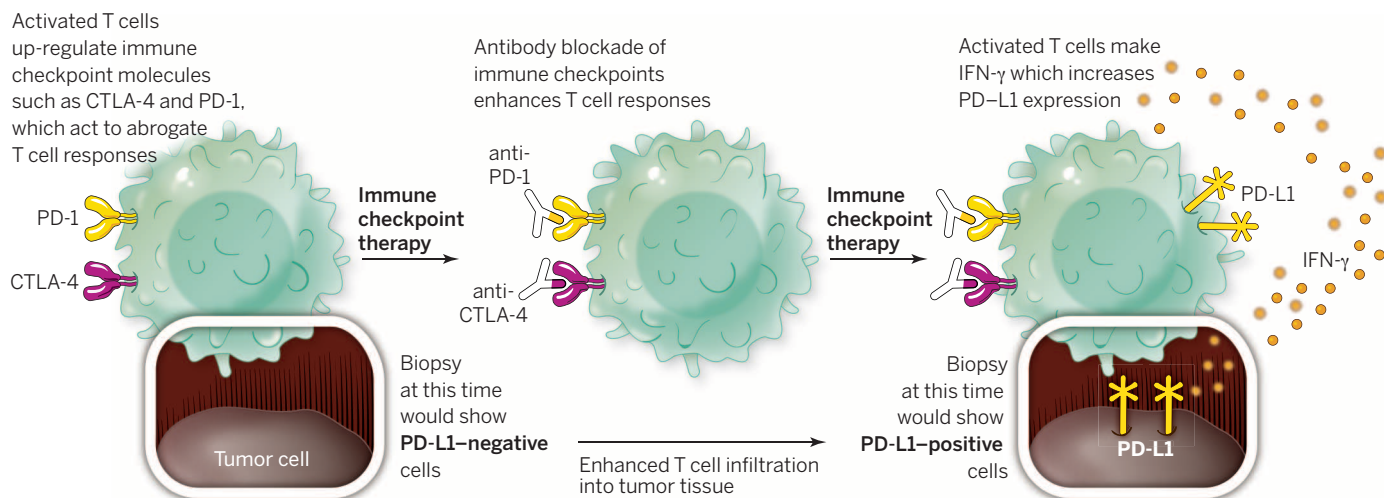 Activated T cells
up-regulate immune
checkpoint molecules
such as CTLA-4 and PD-1,
which act to abrogate
T cell responses
PD-1
CTLA-4
Tumor cell
Immune
checkpoint
therapy
Biopsy
at this time
would show
PD-L1–negative
cells
Antibody blockade of
immune checkpoints
enhances T cell responses
anti-
PD-1
anti-
CTLA-4
Enhanced T cell infiltration
into tumor tissue
Immune
checkpoint
therapy
Activated T cells make
IFN-γ which increases
PD–L1 expression
PD-L1
IFN-γ
Biopsy
at this time
would show
PD-L1–positive
cells
PD-L1